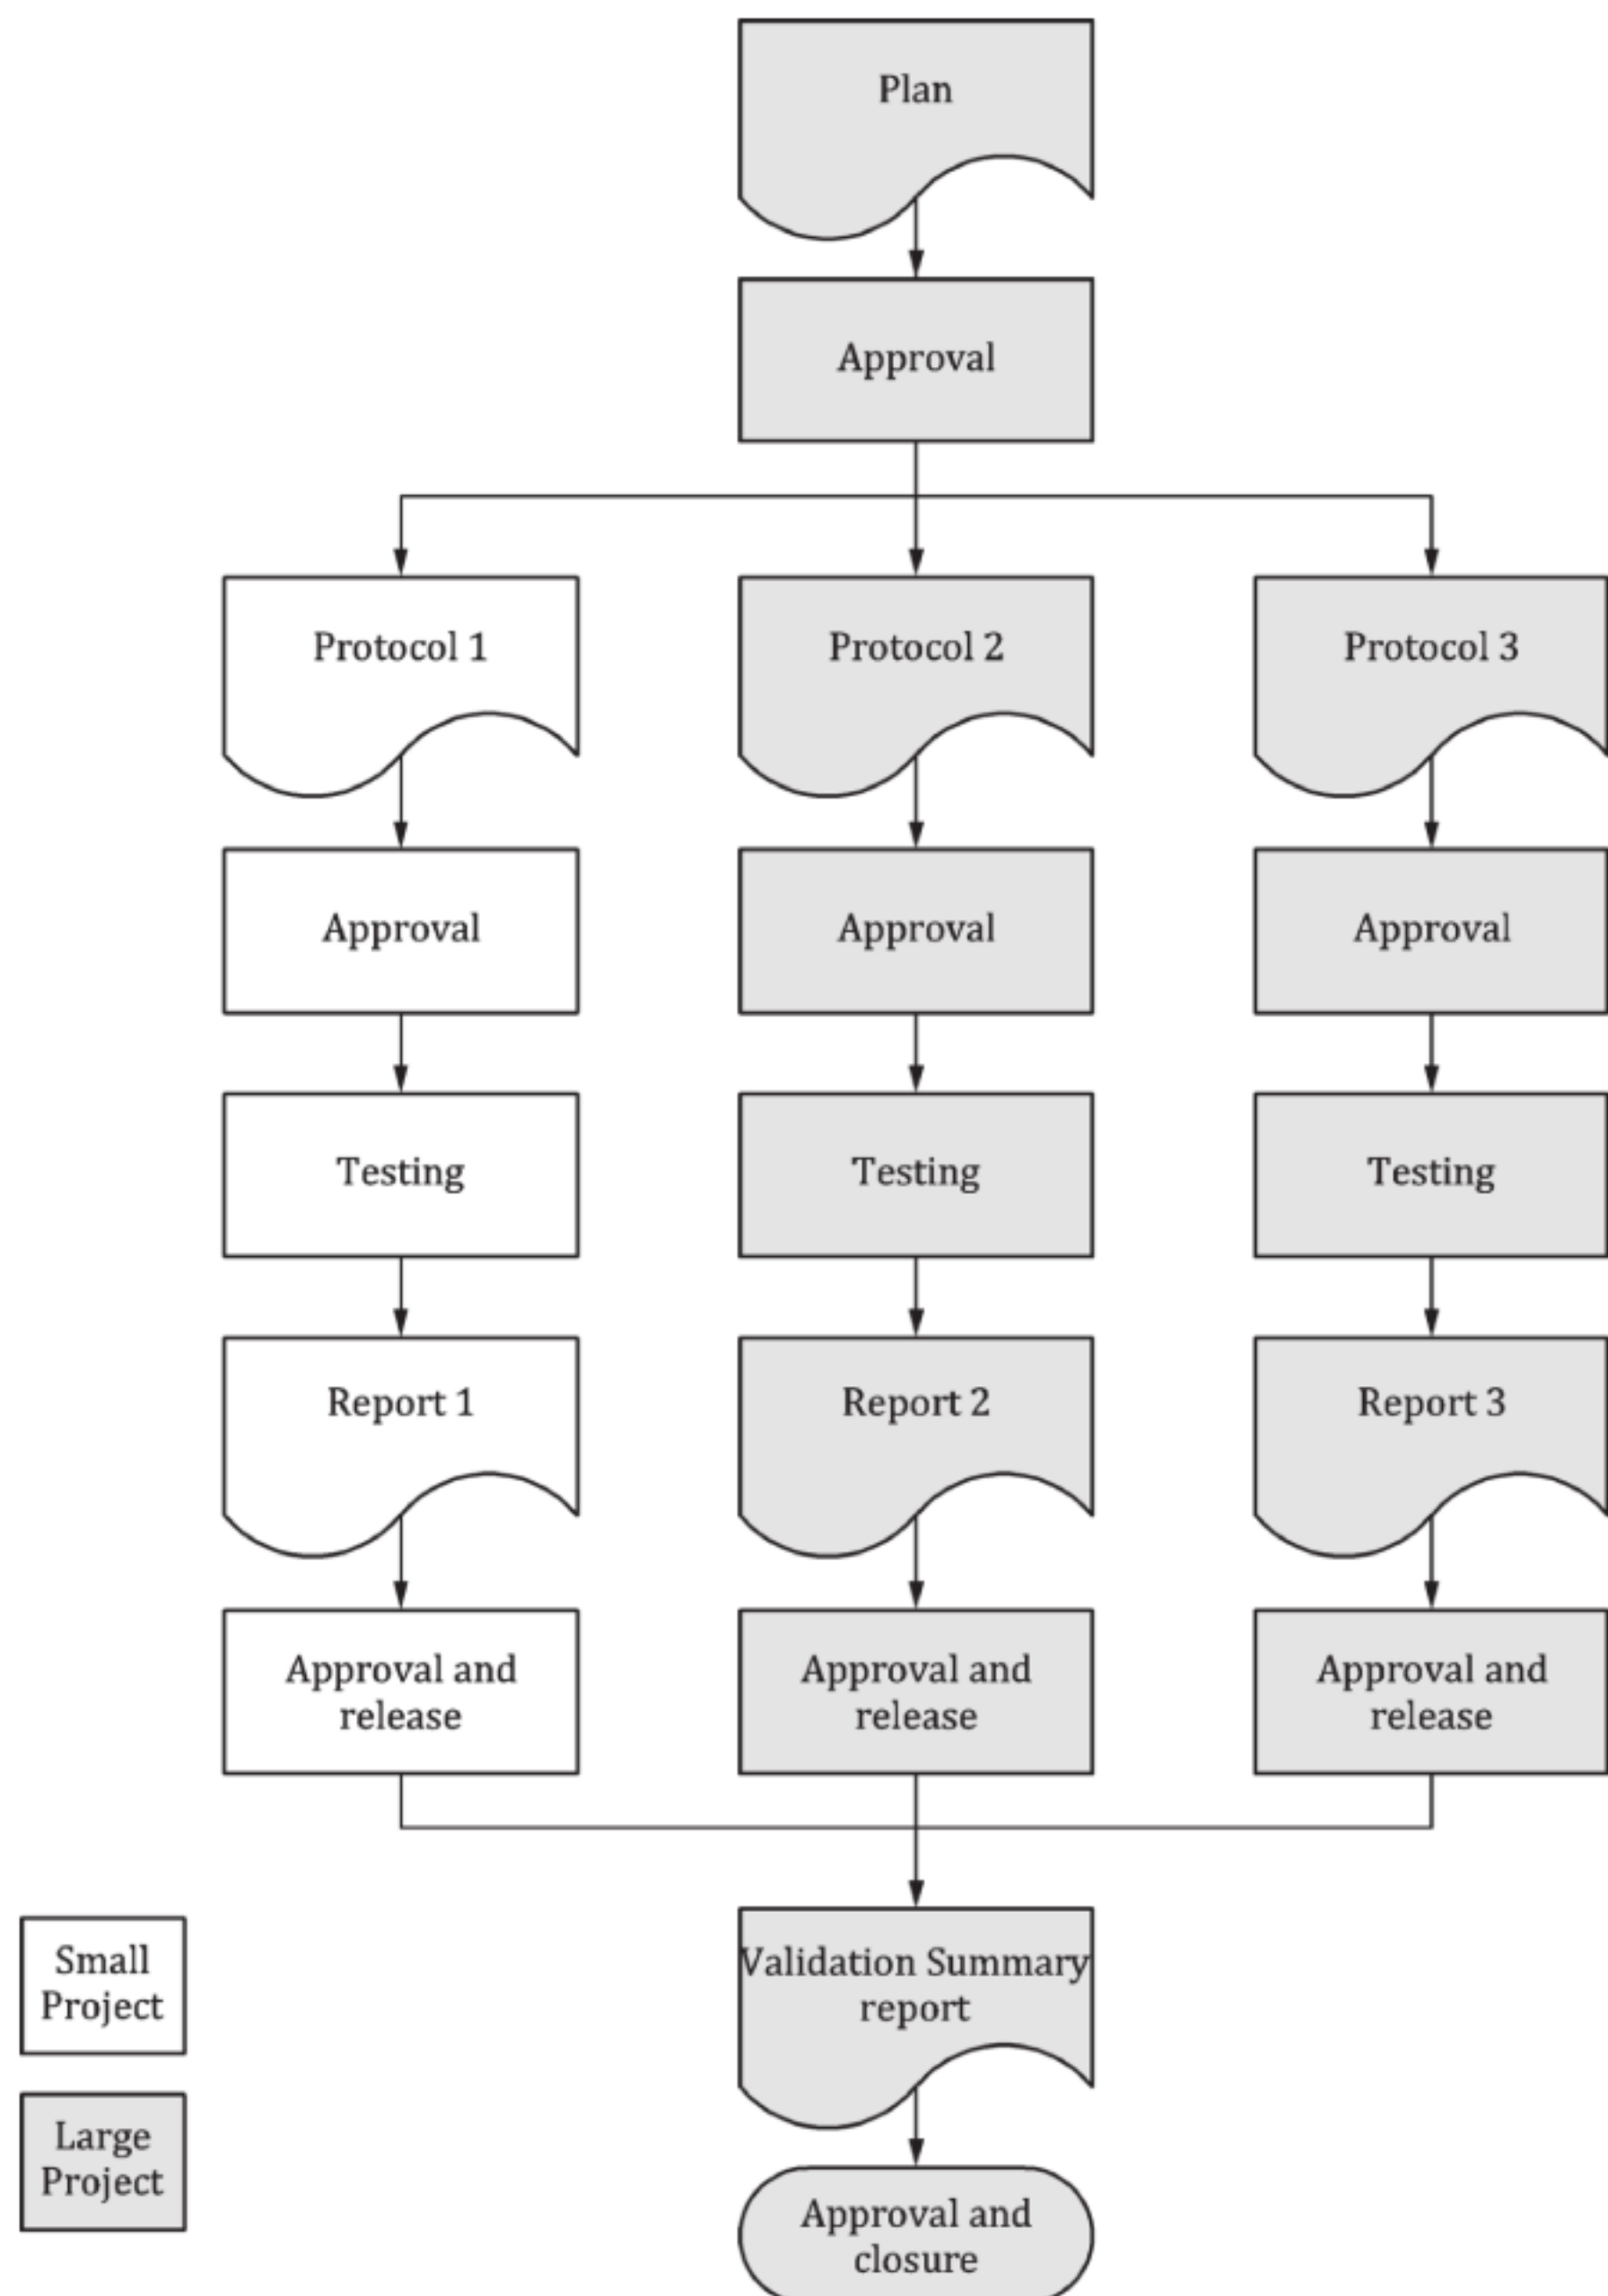 Plan
Approval
Protocol 1
Protocol 2
Protocol 3
Approval
Approval
Approval
Testing
Testing
Testing
Report 1
Report 2
Report 3
Approval and
release
Approval and
release
Approval and
release
Validation Summary
report
Small
Project
Large
Project
Approval and
closure